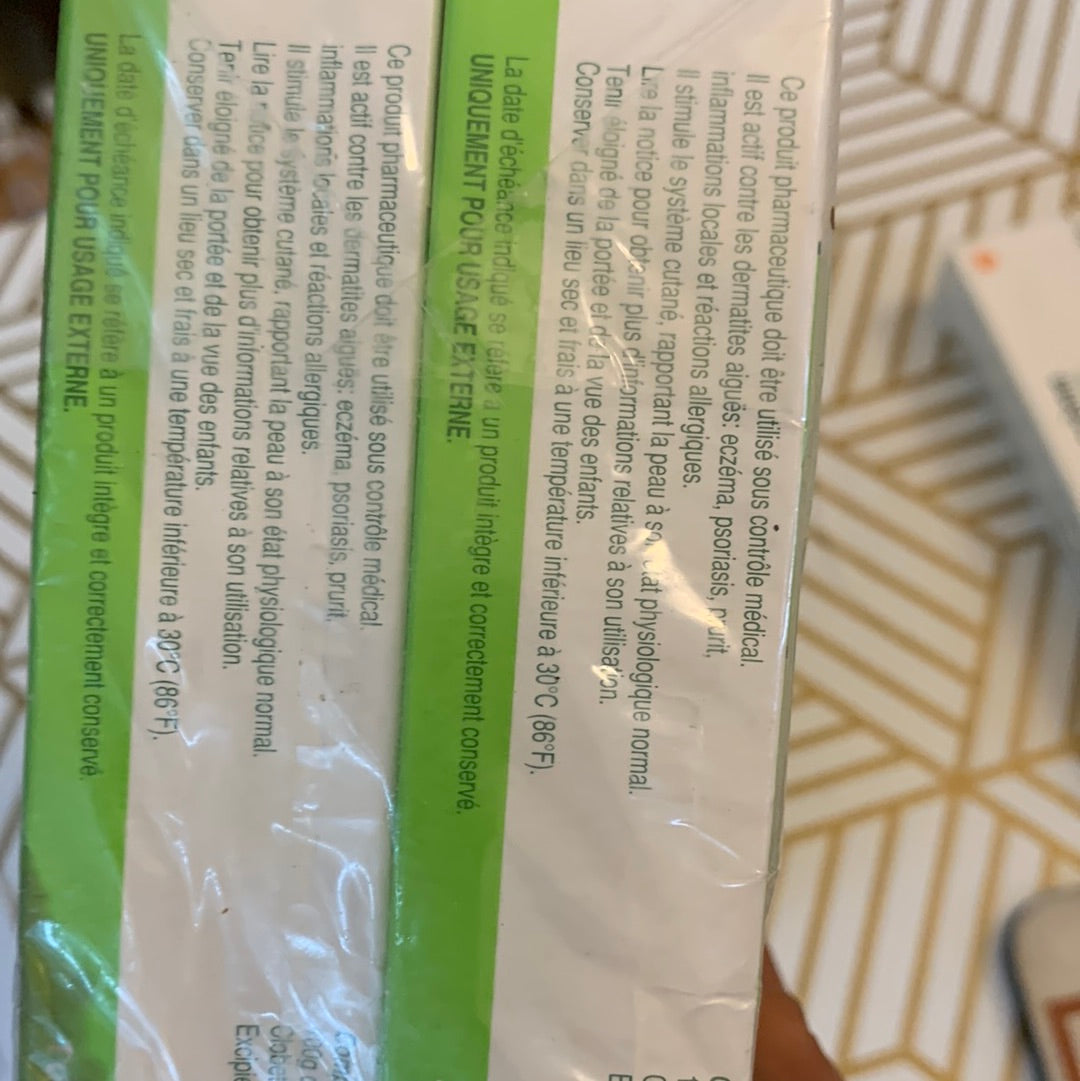 Ce produit pharmaceutique doit être utilisé sous contrôle médical.
Il est actif contre les dermatites aiguës: eczéma, psoriasis, prurit,
inflammations locales et réactions allergiques.
Il stimule le système cutané, rapportant la peau à son état physiologique normal.
Lire la notice pour obtenir plus d'informations relatives à son utilisation.
Tenir éloigné de la portée et de la vue des enfants.
Conserver dans un lieu sec et frais à une température inférieure à 30°C (86°F).
La date d'échéance indiqué se réfère à un produit intègre et correctement conservé.
UNIQUEMENT POUR USAGE EXTERNE.
Ce produit pharmaceutique doit être utilisé sous contrôle médical.
Il est actif contre les dermatites aiguës: eczéma, psoriasis, prurit,
inflammations locales et réactions allergiques.
Il stimule le système cutané, rapportant la peau à son état physiologique normal.
Lire la notice pour obtenir plus d'informations relatives à son utilisation.
Tenir éloigné de la portée et de la vue des enfants.
Conserver dans un lieu sec et frais à une température inférieure à 30°C (86°F).
La date d'échéance indiqué se réfère à un produit intègre et correctement conservé.
UNIQUEMENT POUR USAGE EXTERNE.